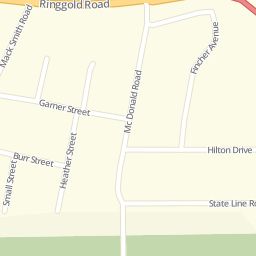 Ringgold Road
Mack Smith Road
Fincher Avenue
Mc Donald Road
Garner Street
Hilton Drive
Burr Street
Heather Street
Small Street
State Line Ro